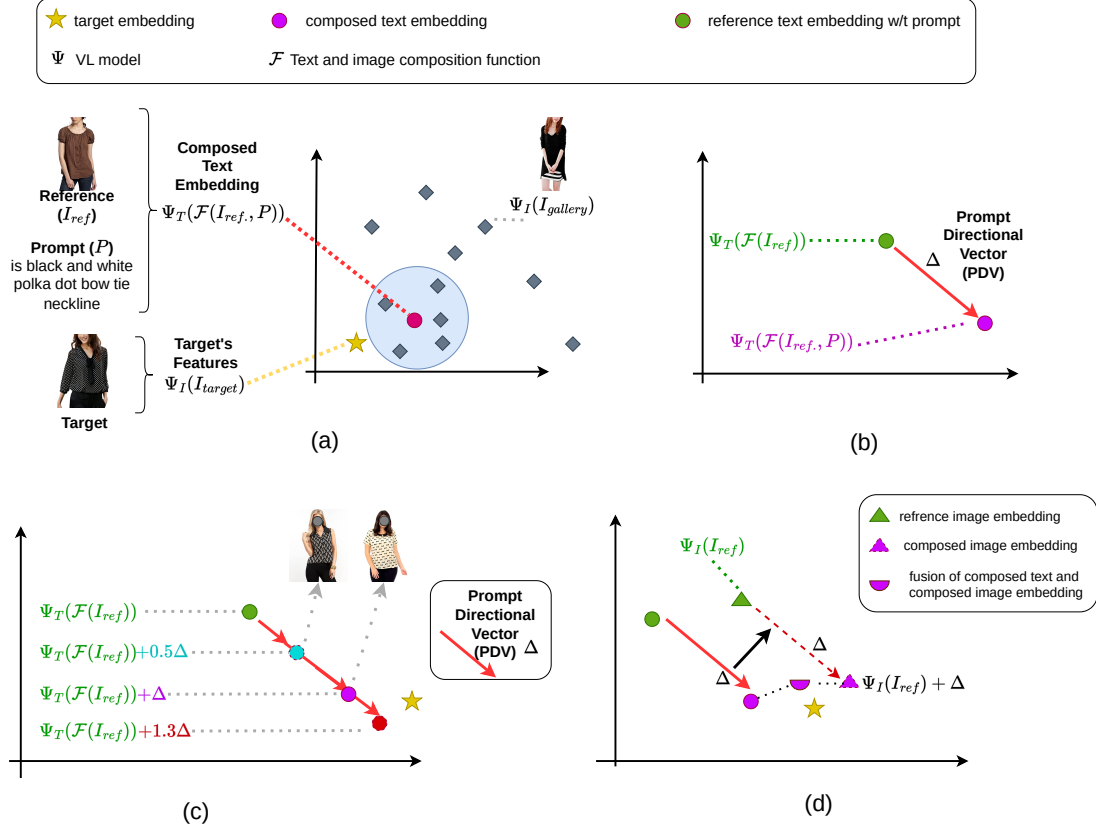 target embedding
composed text embedding
reference text embedding w/t prompt
Ψ VL model
ℱ Text and image composition function
Reference
(I_ref)
Prompt (P)
is black and white
polka dot bow tie
neckline
Composed
Text
Embedding
Ψ_T(ℱ(I_ref., P))
Ψ_I(I_gallery)
Target's
Features
Ψ_I(I_target)
Target
(a)
Ψ_T(ℱ(I_ref))
Prompt
Directional
Vector
(PDV)
Δ
Ψ_T(ℱ(I_ref., P))
(b)
Ψ_T(ℱ(I_ref))
Ψ_T(ℱ(I_ref))+0.5Δ
Ψ_T(ℱ(I_ref))+Δ
Ψ_T(ℱ(I_ref))+1.3Δ
Prompt
Directional
Vector
(PDV) Δ
(c)
refrence image embedding
composed image embedding
fusion of composed text and
composed image embedding
Ψ_I(I_ref)
Δ
Δ
Ψ_I(I_ref) + Δ
(d)